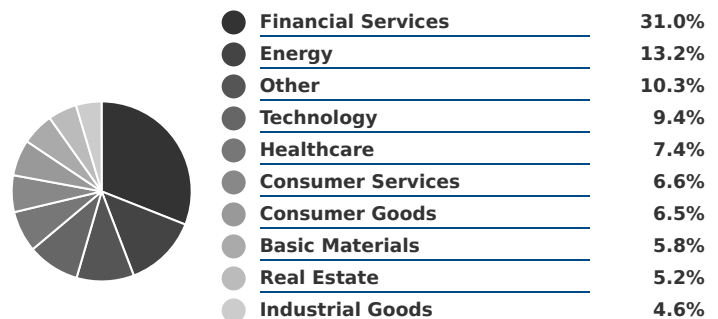 Financial Services 31.0%
Energy 13.2%
Other 10.3%
Technology 9.4%
Healthcare 7.4%
Consumer Services 6.6%
Consumer Goods 6.5%
Basic Materials 5.8%
Real Estate 5.2%
Industrial Goods 4.6%